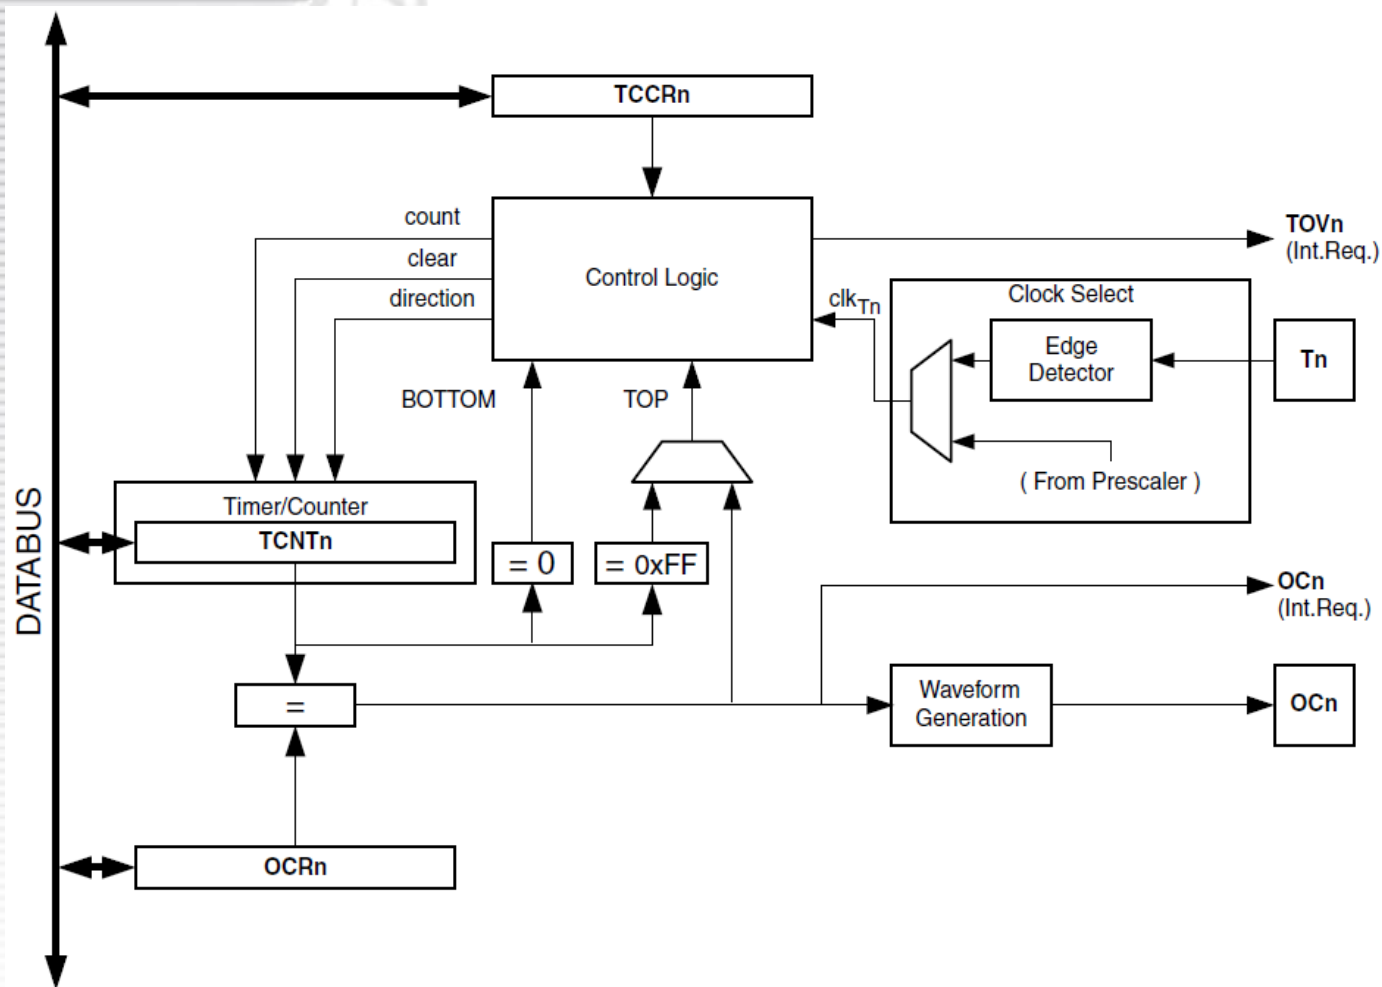 TCCRn
count
clear
direction
Control Logic
TOVn
(Int.Req.)
clkTn
Clock Select
Edge
Detector
Tn
BOTTOM
TOP
( From Prescaler )
DATABUS
Timer/Counter
TCNTn
= 0
= 0xFF
OCn
(Int.Req.)
=
Waveform
Generation
OCn
OCRn